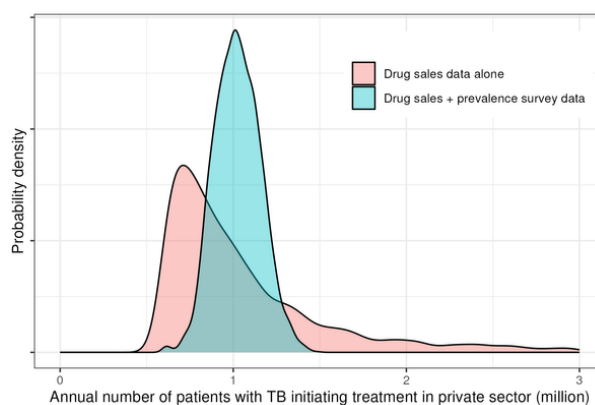 Drug sales data alone
Drug sales + prevalence survey data
Probability density
0 1 2 3
Annual number of patients with TB initiating treatment in private sector (million)